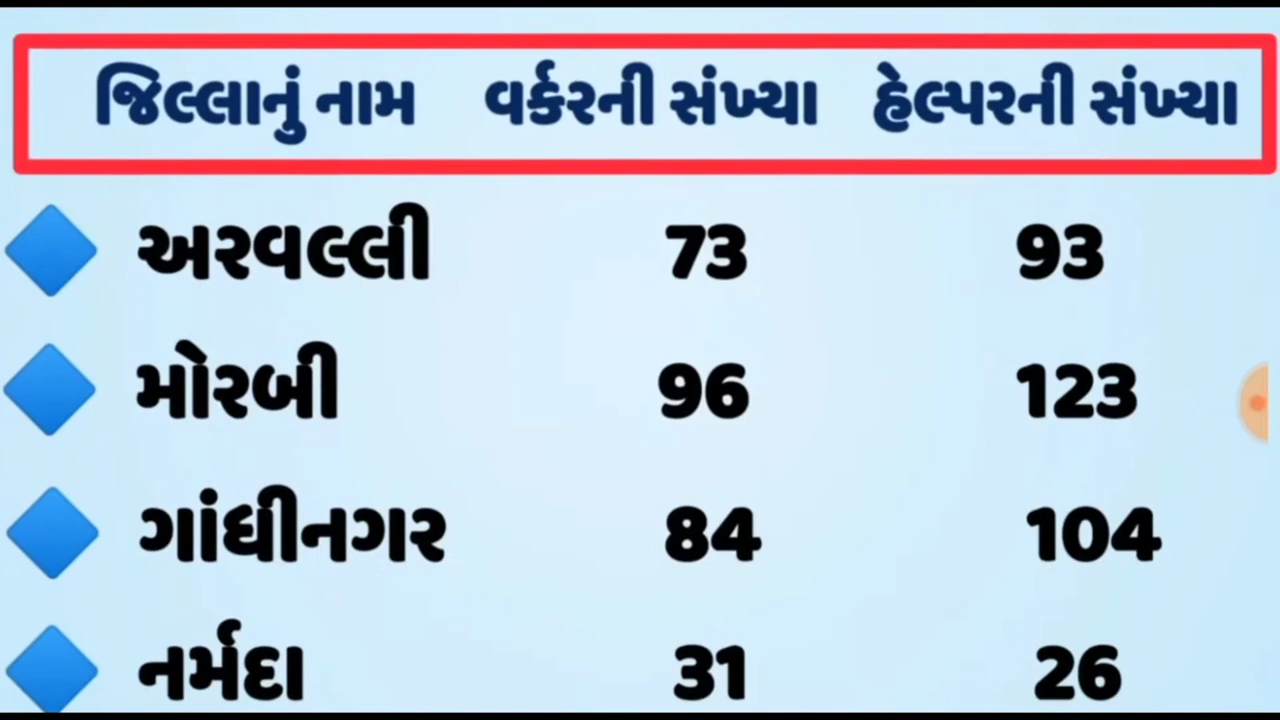 જિલ્લાનું નામ વર્કરની સંખ્યા હેલ્પરની સંખ્યા
અરવલ્લી 73 93
મોરબી 96 123
ગાંધીનગર 84 104
નર્મદા 31 26